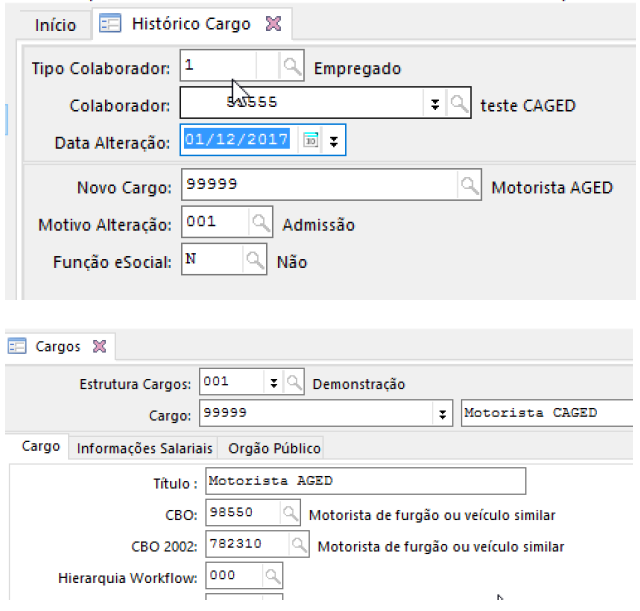 Início Histórico Cargo
Tipo Colaborador: 1 Empregado
Colaborador: 55555 teste CAGED
Data Alteração: 01/12/2017
Novo Cargo: 99999 Motorista AGED
Motivo Alteração: 001 Admissão
Função eSocial: N Não
Cargos
Estrutura Cargos: 001 Demonstração
Cargo: 99999 Motorista CAGED
Cargo Informações Salariais Orgão Público
Título : Motorista AGED
CBO: 98550 Motorista de furgão ou veículo similar
CBO 2002: 782310 Motorista de furgão ou veículo similar
Hierarquia Workflow: 000